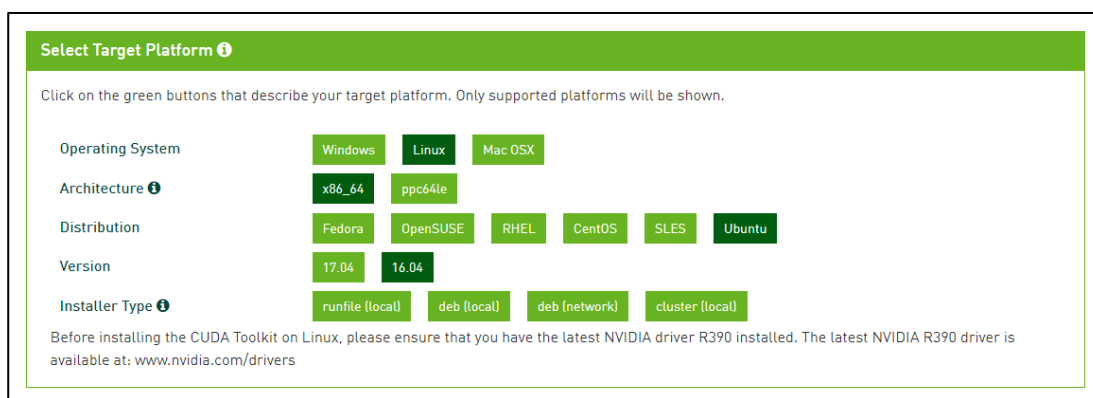 Select Target Platform
Click on the green buttons that describe your target platform. Only supported platforms will be shown.
Operating System Windows Linux Mac OSX
Architecture x86_64 ppc64le
Distribution Fedora OpenSUSE RHEL CentOS SLES Ubuntu
Version 17.04 16.04
Installer Type runfile (local) deb (local) deb (network) cluster (local)
Before installing the CUDA Toolkit on Linux, please ensure that you have the latest NVIDIA driver R390 installed. The latest NVIDIA R390 driver is
available at: www.nvidia.com/drivers